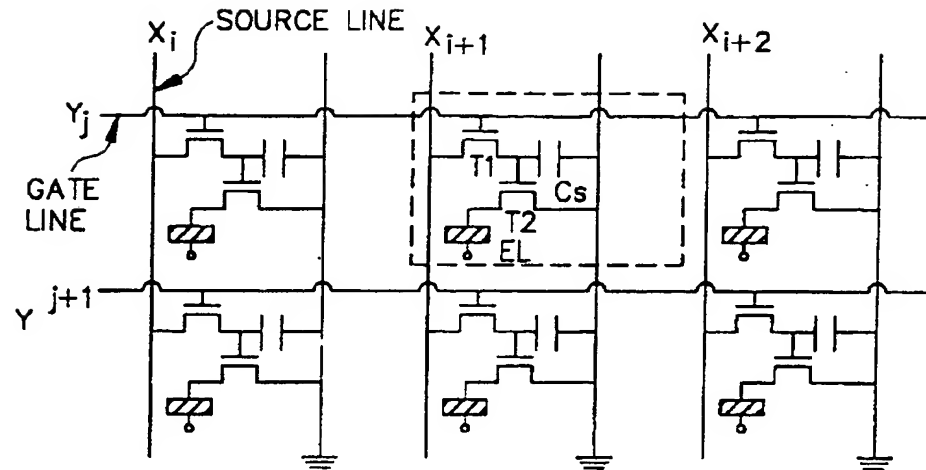 SOURCE LINE
Xi Xi+1 Xi+2
Yj
GATE LINE
T1
Cs
T2
EL
Y j+1